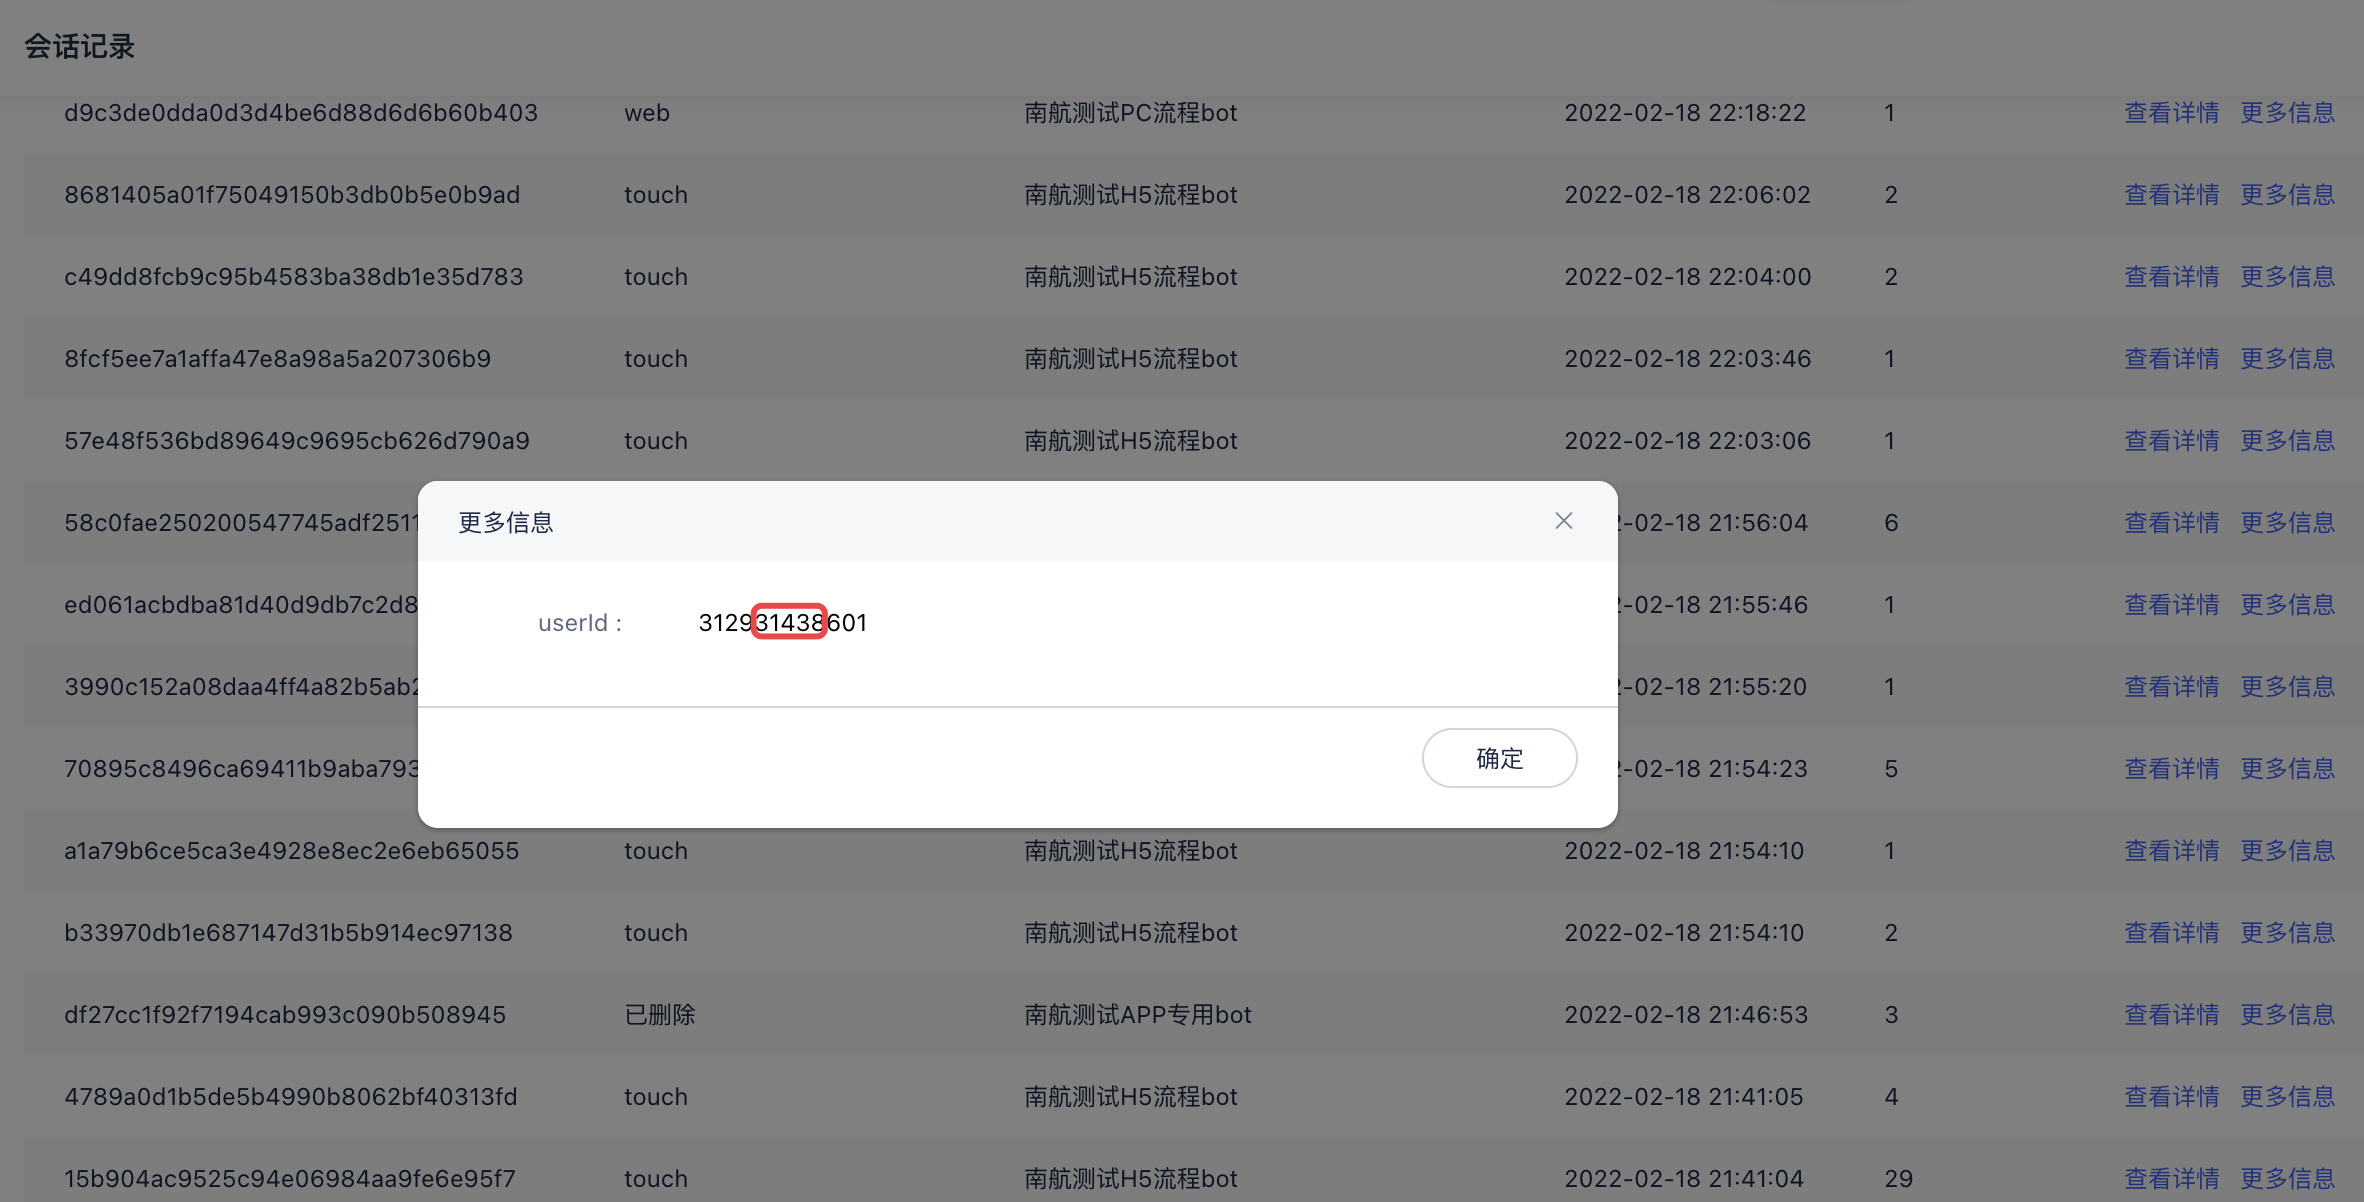 会话记录
d9c3de0dda0d3d4be6d88d6d6b60b403 web 南航测试PC流程bot 2022-02-18 22:18:22 1 查看详情 更多信息
8681405a01f75049150b3db0b5e0b9ad touch 南航测试H5流程bot 2022-02-18 22:06:02 2 查看详情 更多信息
c49dd8fcb9c95b4583ba38db1e35d783 touch 南航测试H5流程bot 2022-02-18 22:04:00 2 查看详情 更多信息
8fcf5ee7a1affa47e8a98a5a207306b9 touch 南航测试H5流程bot 2022-02-18 22:03:46 1 查看详情 更多信息
57e48f536bd89649c9695cb626d790a9 touch 南航测试H5流程bot 2022-02-18 22:03:06 1 查看详情 更多信息
58c0fae250200547745adf2511 2-02-18 21:56:04 6 查看详情 更多信息
更多信息
ed061acbdba81d40d9db7c2d8 2-02-18 21:55:46 1 查看详情 更多信息
userId : 312931438601
3990c152a08daa4ff4a82b5ab2 2-02-18 21:55:20 1 查看详情 更多信息
70895c8496ca69411b9aba793 2-02-18 21:54:23 5 查看详情 更多信息
确定
a1a79b6ce5ca3e4928e8ec2e6eb65055 touch 南航测试H5流程bot 2022-02-18 21:54:10 1 查看详情 更多信息
b33970db1e687147d31b5b914ec97138 touch 南航测试H5流程bot 2022-02-18 21:54:10 2 查看详情 更多信息
df27cc1f92f7194cab993c090b508945 已删除 南航测试APP专用bot 2022-02-18 21:46:53 3 查看详情 更多信息
4789a0d1b5de5b4990b8062bf40313fd touch 南航测试H5流程bot 2022-02-18 21:41:05 4 查看详情 更多信息
15b904ac9525c94e06984aa9fe6e95f7 touch 南航测试H5流程bot 2022-02-18 21:41:04 29 查看详情 更多信息